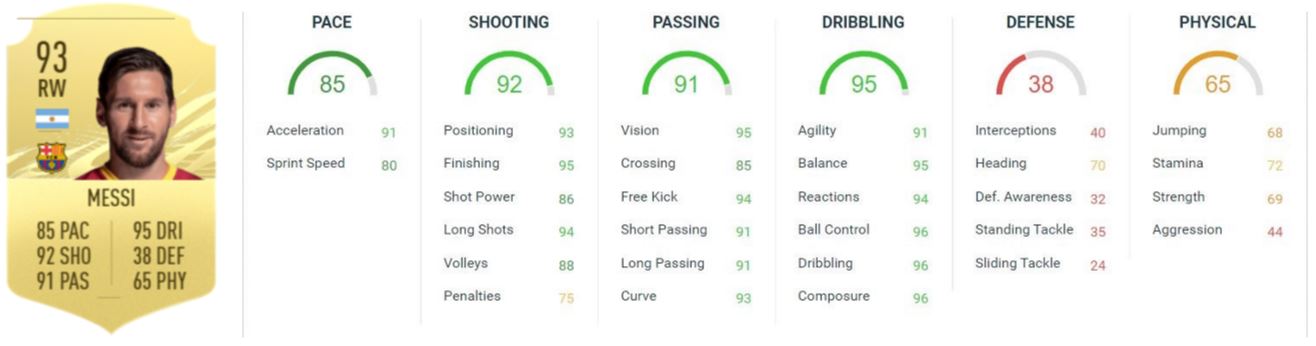 93
RW
MESSI
85 PAC 95 DRI
92 SHO 38 DEF
91 PAS 65 PHY
PACE
85
Acceleration 91
Sprint Speed 80
SHOOTING
92
Positioning 93
Finishing 95
Shot Power 86
Long Shots 94
Volleys 88
Penalties 75
PASSING
91
Vision 95
Crossing 85
Free Kick 94
Short Passing 91
Long Passing 91
Curve 93
DRIBBLING
95
Agility 91
Balance 95
Reactions 94
Ball Control 96
Dribbling 96
Composure 96
DEFENSE
38
Interceptions 40
Heading 70
Def. Awareness 32
Standing Tackle 35
Sliding Tackle 24
PHYSICAL
65
Jumping 68
Stamina 72
Strength 69
Aggression 44